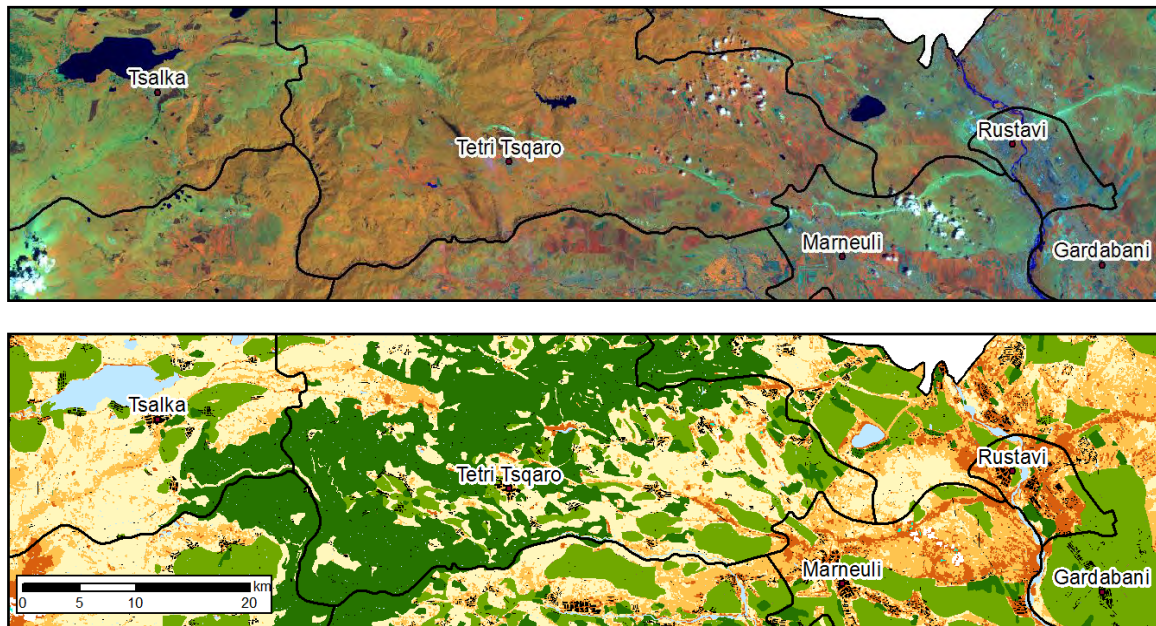 Tsalka
Rustavi
Tetri Tsqaro
Marneuli
Gardabani
Tsalka
Tetri Tsqaro
Rustavi
Marneuli
Gardabani
km
0 5 10 20